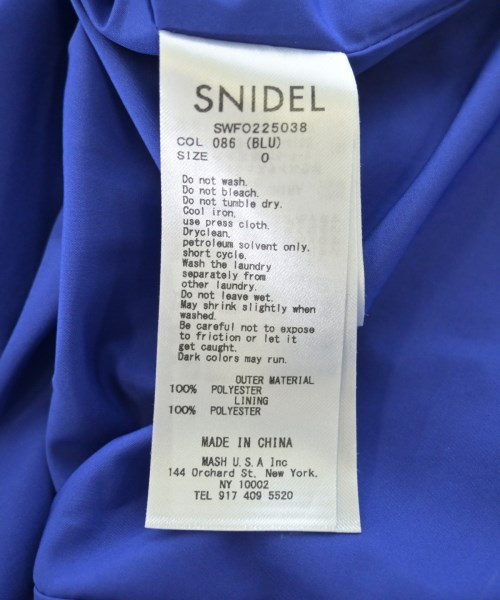 SNIDEL
SWFO225038
COL 086 (BLU)
SIZE 0
Do not wash.
Do not bleach.
Do not tumble dry.
Cool iron.
use press cloth.
Dryclean.
petroleum solvent only.
short cycle.
Wash the laundry
separately from
other laundry.
Do not leave wet.
May shrink slightly when
washed.
Be careful not to expose
to friction or let it
get caught.
Dark colors may run.
OUTER MATERIAL
100% POLYESTER
LINING
100% POLYESTER
MADE IN CHINA
MASH U.S.A Inc
144 Orchard St. New York.
NY 10002
TEL 917 409 5520